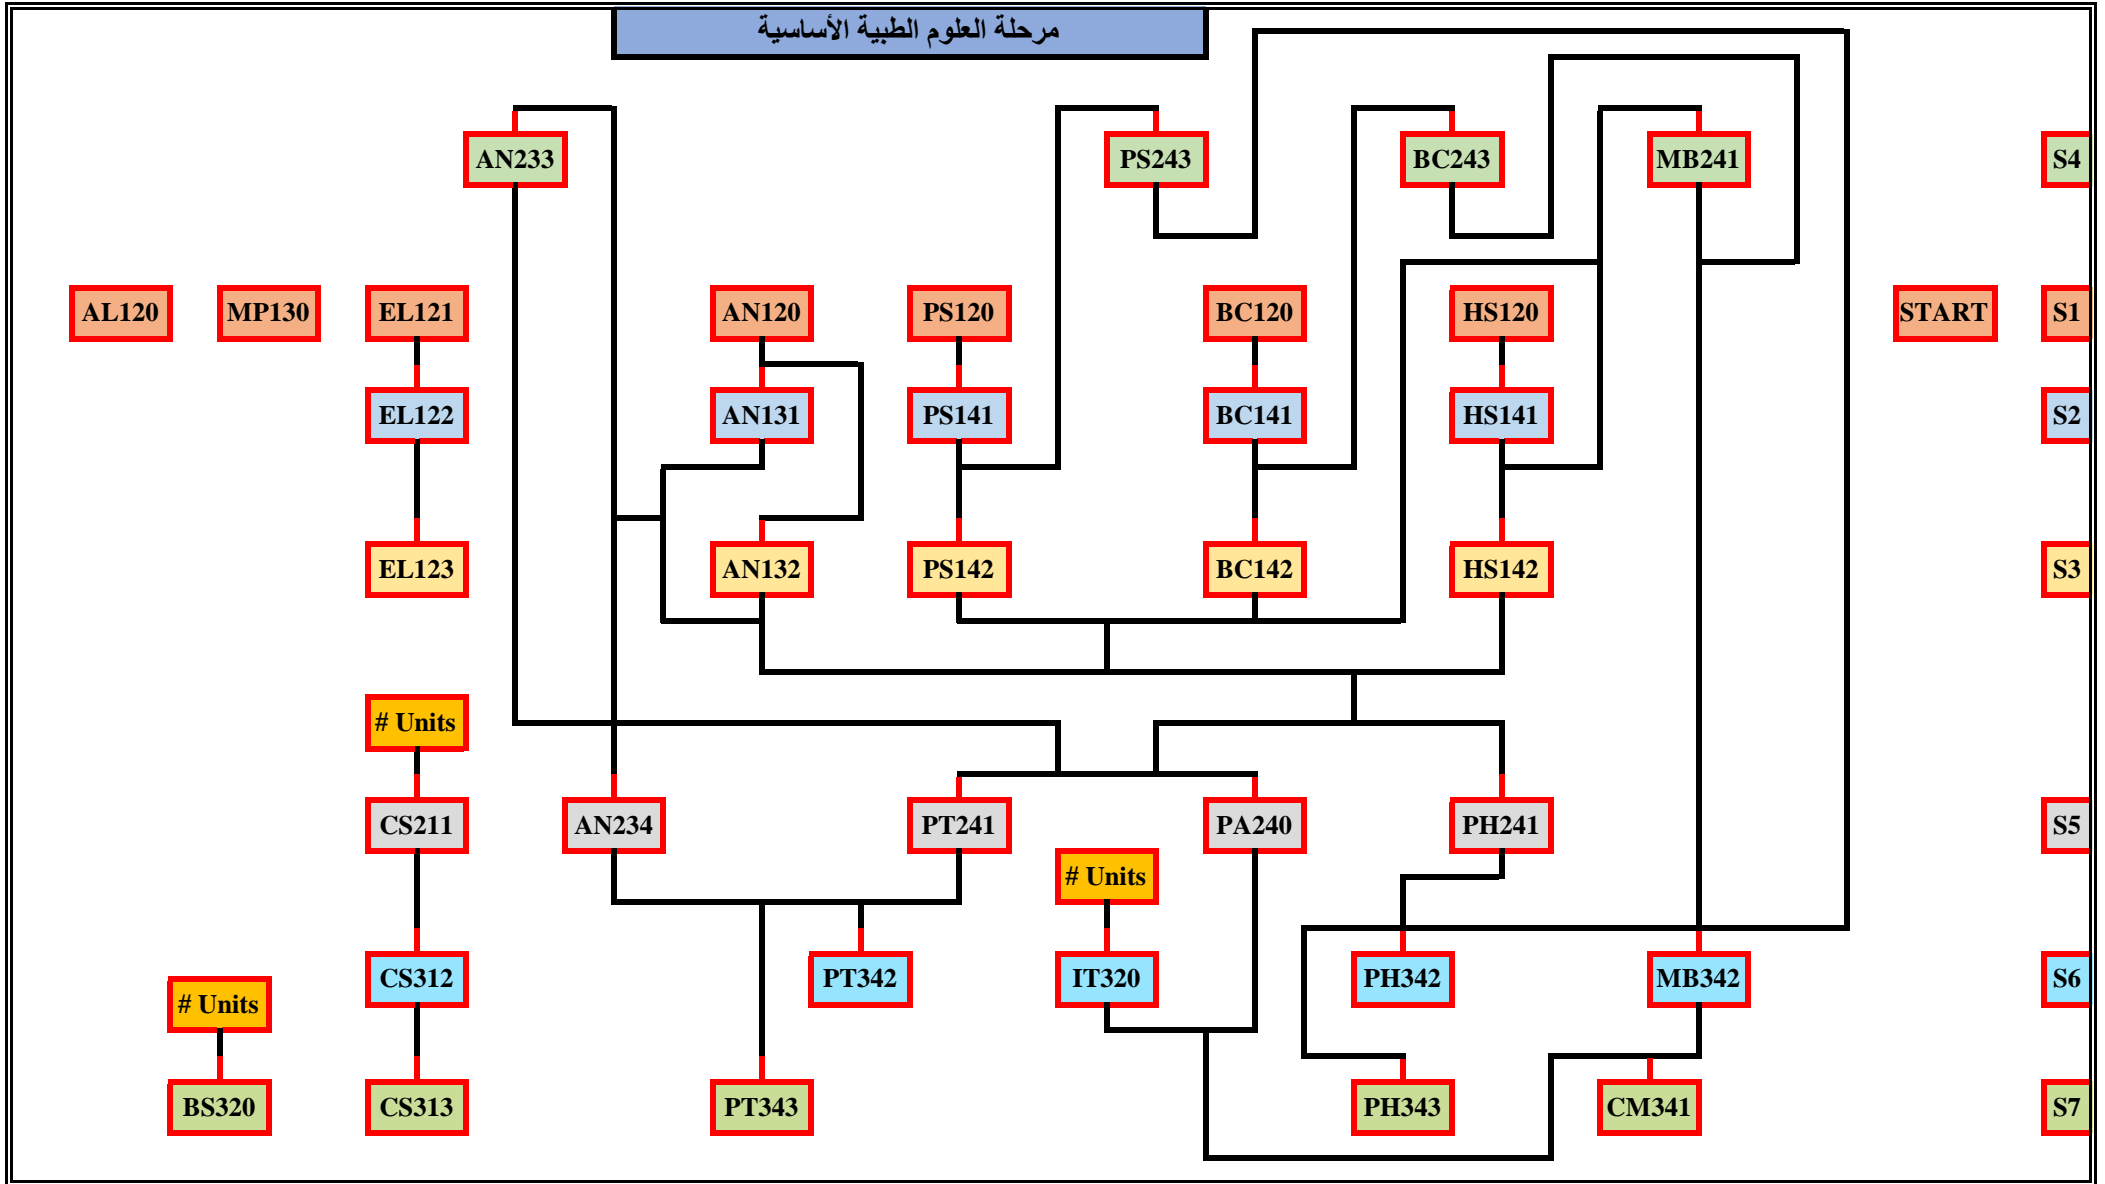 مرحلة العلوم الطبية الأساسية
AN233 PS243 BC243 MB241 S4
AL120 MP130 EL121 AN120 PS120 BC120 HS120 START S1
EL122 AN131 PS141 BC141 HS141 S2
EL123 AN132 PS142 BC142 HS142 S3
# Units
CS211 AN234 PT241 PA240 PH241 S5
# Units
CS312 PT342 IT320 PH342 MB342 S6
# Units
BS320 CS313 PT343 PH343 CM341 S7